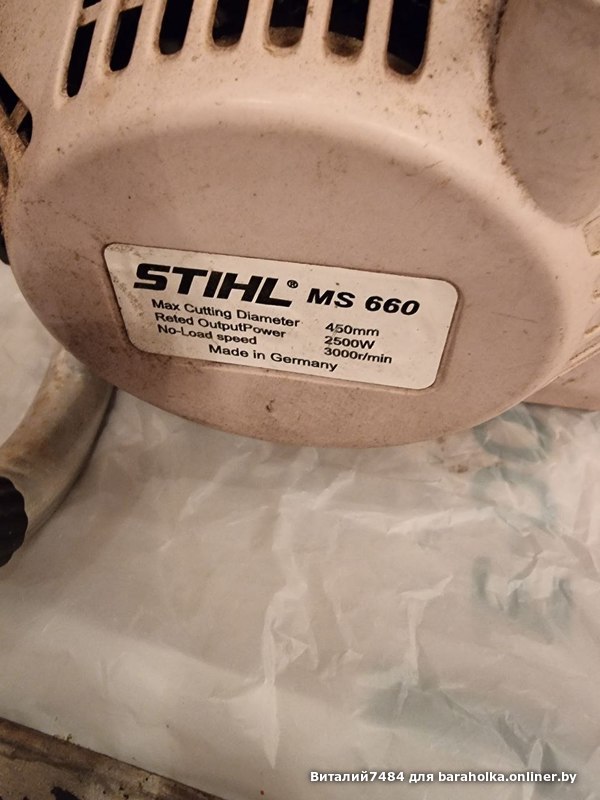 STIHL® MS 660
Max Cutting Diameter 450mm
Reted OutputPower 2500W
No-Load speed 3000r/min
Made in Germany
Виталий7484 для baraholka.onliner.by